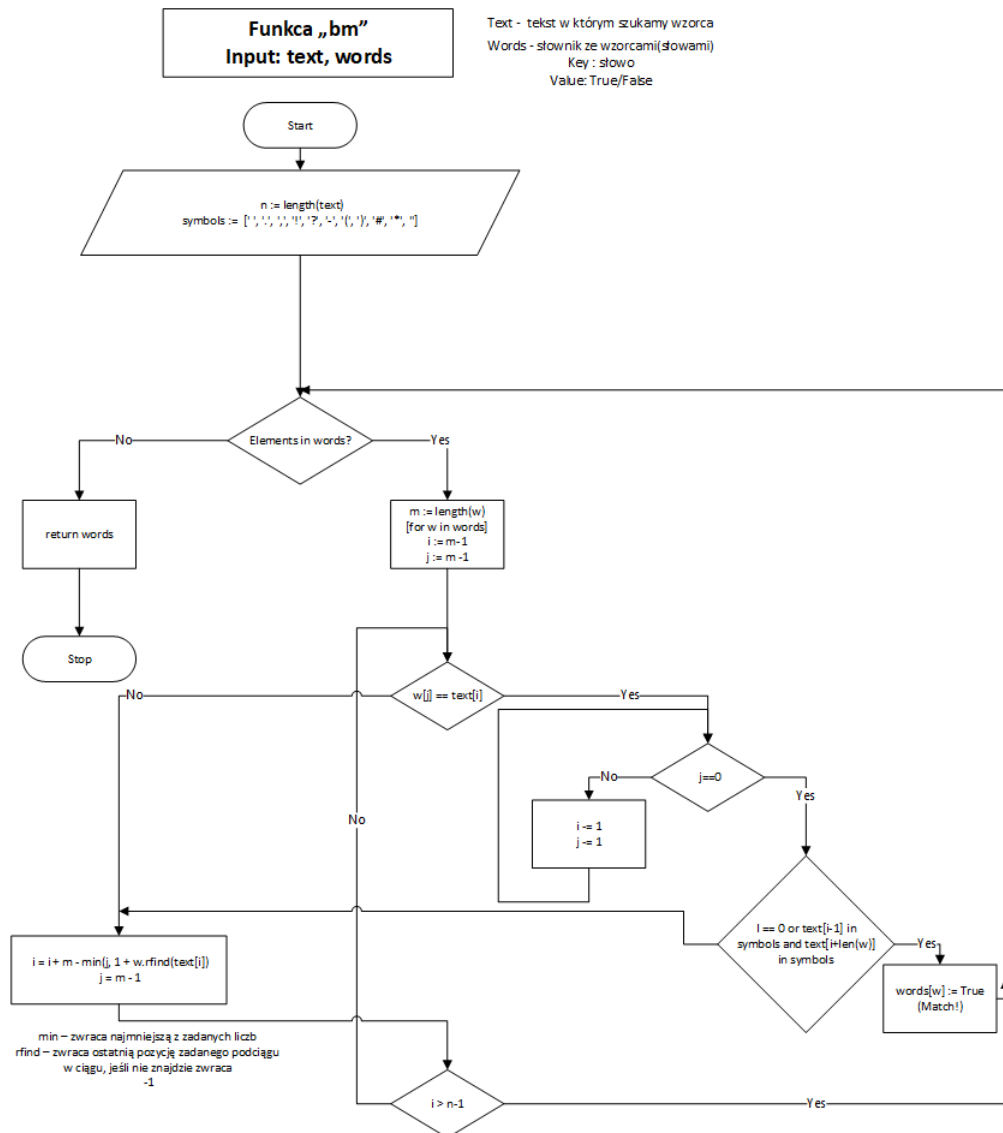 Funkca „bm”
Input: text, words
Text - tekst w którym szukamy wzorca
Words - słownik ze wzorcami(słowami)
Key : słowo
Value: True/False
Start
n := length(text)
symbols := [' ', '.', ',', '!', '?', '-', '(', ')', '#', '*', '']
Elements in words?
No
Yes
return words
m := length(w)
[for w in words]
i := m-1
j := m -1
Stop
w[j] == text[i]
No
Yes
j==0
No
Yes
i -= 1
j -= 1
No
I == 0 or text[i-1] in
symbols and text[i+len(w)]
in symbols
Yes
i = i + m - min(j, 1 + w.rfind(text[i])
j = m - 1
words[w] := True
(Match!)
min – zwraca najmniejszą z zadanych liczb
rfind – zwraca ostatnią pozycję zadanego podciągu
w ciągu, jeśli nie znajdzie zwraca
-1
i > n-1
Yes